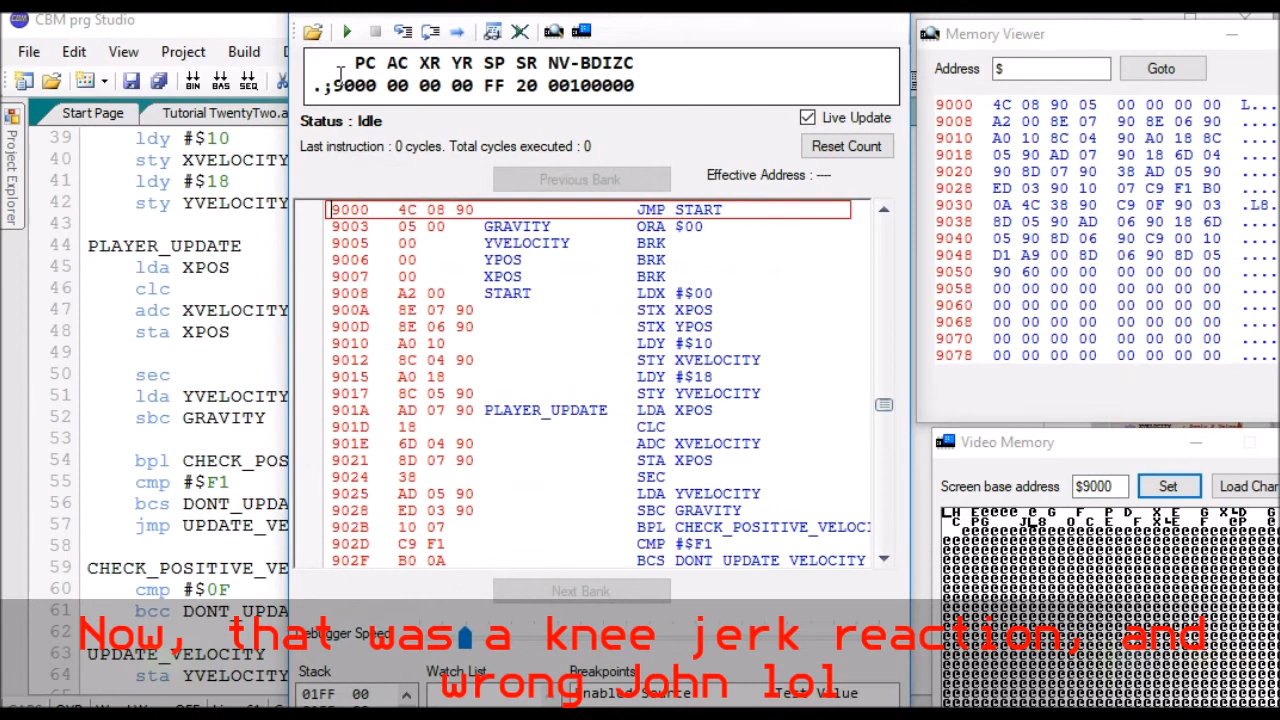 CBM prg Studio
File Edit View Project Build
Start Page Tutorial TwentyTwo.a
Project Explorer
39 ldy #$10
40 sty XVELOCITY
41 ldy #$18
42 sty YVELOCITY
43
44 PLAYER_UPDATE
45 lda XPOS
46 clc
47 adc XVELOCITY
48 sta XPOS
49
50 sec
51 lda YVELOCITY
52 sbc GRAVITY
53
54 bpl CHECK_POS
55 cmp #$F1
56 bcs DONT_UPD
57 jmp UPDATE_VE
58
59 CHECK_POSITIVE_VE
60 cmp #$0F
61 bcc DONT_UPDA
62
63 UPDATE_VELOCITY
64 sta YVELOCITY
PC AC XR YR SP SR NV-BDIZC
.;9000 00 00 00 FF 20 00100000
Status : Idle
Live Update
Last instruction : 0 cycles. Total cycles executed : 0
Reset Count
Previous Bank
Effective Address : ----
9000 4C 08 90 JMP START
9003 05 00 GRAVITY ORA $00
9005 00 YVELOCITY BRK
9006 00 YPOS BRK
9007 00 XPOS BRK
9008 A2 00 START LDX #$00
900A 8E 07 90 STX XPOS
900D 8E 06 90 STX YPOS
9010 A0 10 LDY #$10
9012 8C 04 90 STY XVELOCITY
9015 A0 18 LDY #$18
9017 8C 05 90 STY YVELOCITY
901A AD 07 90 PLAYER_UPDATE LDA XPOS
901D 18 CLC
901E 6D 04 90 ADC XVELOCITY
9021 8D 07 90 STA XPOS
9024 38 SEC
9025 AD 05 90 LDA YVELOCITY
9028 ED 03 90 SBC GRAVITY
902B 10 07 BPL CHECK_POSITIVE_VELOCI
902D C9 F1 CMP #$F1
902F B0 0A BCS DONT_UPDATE_VELOCITY
Next Bank
Debugger Speed
Stack Watch List Breakpoints
01FF 00 Enabled Source Test Value
Memory Viewer
Address $ Goto
9000 4C 08 90 05 00 00 00 00 L...
9008 A2 00 8E 07 90 8E 06 90 ....
9010 A0 10 8C 04 90 A0 18 8C ....
9018 05 90 AD 07 90 18 6D 04 ....
9020 90 8D 07 90 38 AD 05 90 ....
9028 ED 03 90 10 07 C9 F1 B0 ....
9030 0A 4C 38 90 C9 0F 90 03 .L8.
9038 8D 05 90 AD 06 90 18 6D ....
9040 05 90 8D 06 90 C9 00 10 ....
9048 D1 A9 00 8D 06 90 8D 05 ....
9050 90 60 00 00 00 00 00 00 ....
9058 00 00 00 00 00 00 00 00 ....
9060 00 00 00 00 00 00 00 00 ....
9068 00 00 00 00 00 00 00 00 ....
9070 00 00 00 00 00 00 00 00 ....
9078 00 00 00 00 00 00 00 00 ....
Video Memory
Screen base address $9000 Set Load Char
Now, that was a knee jerk reaction, and
wrong John lol